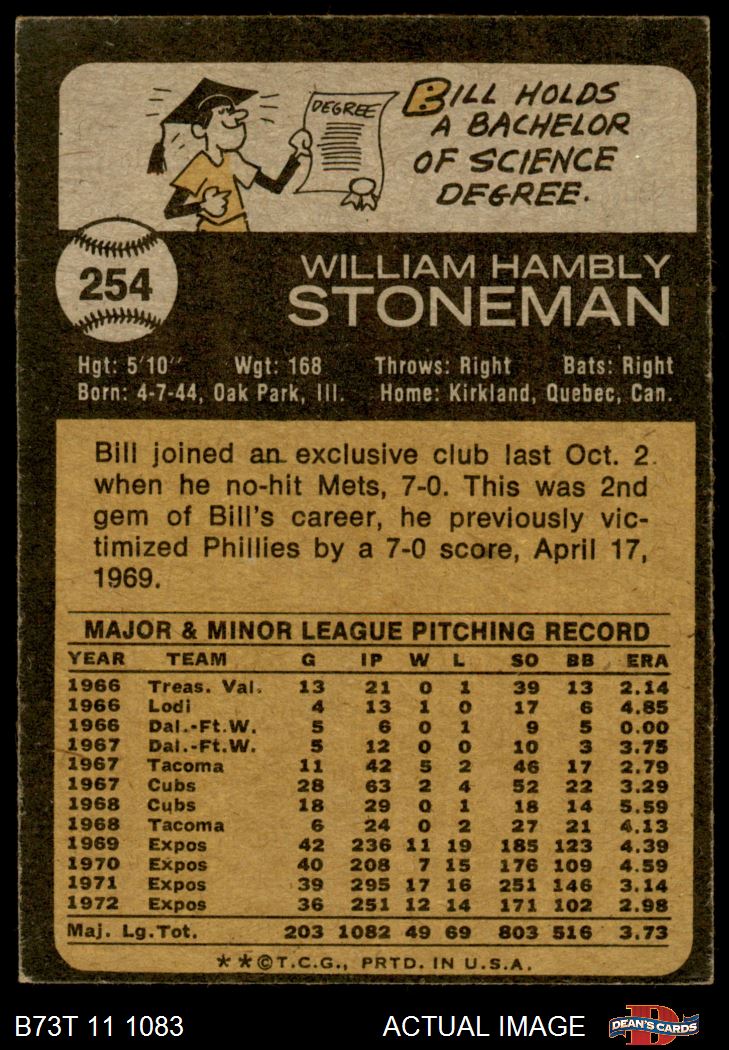 DEGREE
BILL HOLDS
A BACHELOR
OF SCIENCE
DEGREE.
254
WILLIAM HAMBLY
STONEMAN
Hgt: 5'10" Wgt: 168 Throws: Right Bats: Right
Born: 4-7-44, Oak Park, Ill. Home: Kirkland, Quebec, Can.
Bill joined an exclusive club last Oct. 2
when he no-hit Mets, 7-0. This was 2nd
gem of Bill's career, he previously vic-
timized Phillies by a 7-0 score, April 17,
1969.
MAJOR & MINOR LEAGUE PITCHING RECORD
YEAR TEAM G IP W L SO BB ERA
1966 Treas. Val. 13 21 0 1 39 13 2.14
1966 Lodi 4 13 1 0 17 6 4.85
1966 Dal.-Ft.W. 5 6 0 1 9 5 0.00
1967 Dal.-Ft.W. 5 12 0 0 10 3 3.75
1967 Tacoma 11 42 5 2 46 17 2.79
1967 Cubs 28 63 2 4 52 22 3.29
1968 Cubs 18 29 0 1 18 14 5.59
1968 Tacoma 6 24 0 2 27 21 4.13
1969 Expos 42 236 11 19 185 123 4.39
1970 Expos 40 208 7 15 176 109 4.59
1971 Expos 39 295 17 16 251 146 3.14
1972 Expos 36 251 12 14 171 102 2.98
Maj. Lg.Tot. 203 1082 49 69 803 516 3.73
**©T.C.G., PRTD. IN U.S.A.
B73T 11 1083 ACTUAL IMAGE DEAN'S CARDS